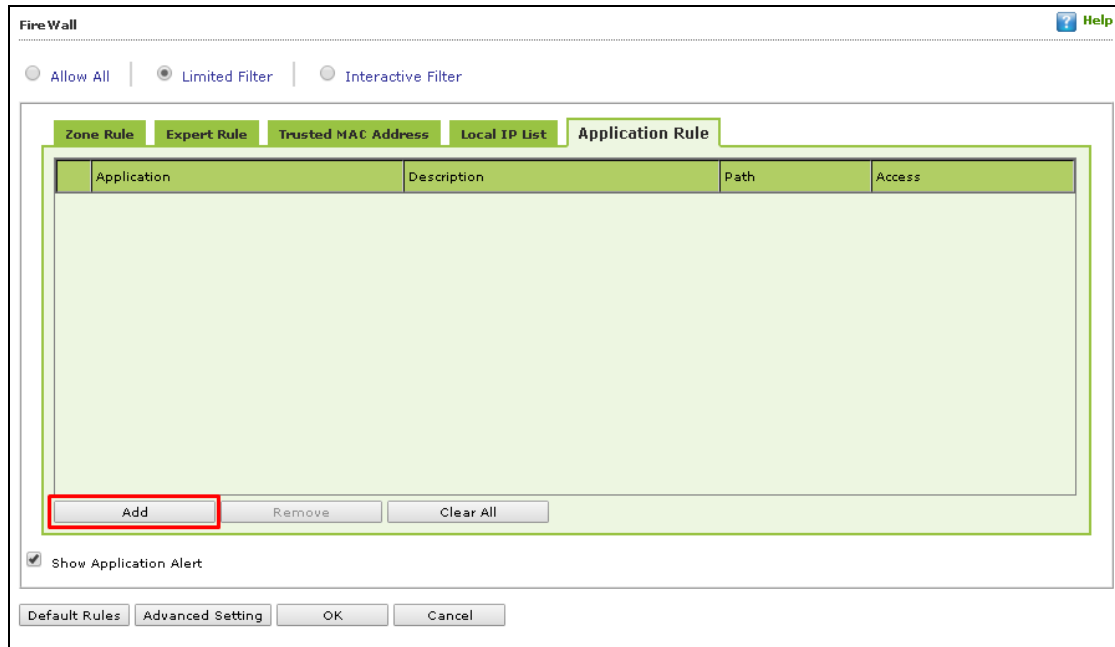 FireWall
Help
Allow All
Limited Filter
Interactive Filter
Zone Rule
Expert Rule
Trusted MAC Address
Local IP List
Application Rule
Application
Description
Path
Access
Add
Remove
Clear All
Show Application Alert
Default Rules
Advanced Setting
OK
Cancel